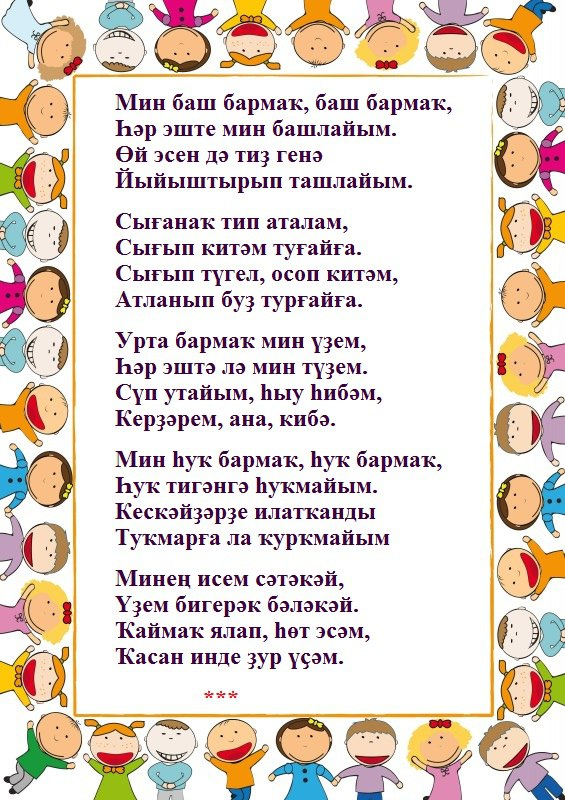 Мин баш бармаҡ, баш бармаҡ,
Һәр эште мин башлайым.
Өй эсен дә тиҙ генә
Йыйыштырып ташлайым.
Сығанаҡ тип аталам,
Сығып китәм туғайға.
Сығып түгел, осоп китәм,
Атланып буҙ турғайға.
Урта бармаҡ мин үҙем,
Һәр эштә лә мин түҙем.
Сүп утайым, һыу һибәм,
Керҙәрем, ана, кибә.
Мин һуҡ бармаҡ, һуҡ бармаҡ,
Һуҡ тигәнгә һуҡмайым.
Кескәйҙәрҙе илатҡанды
Туҡмарға ла ҡурҡмайым
Минең исем сәтәкәй,
Үҙем бигерәк бәләкәй.
Ҡаймаҡ ялап, һөт эсәм,
Ҡасан инде ҙур үҫәм.
***